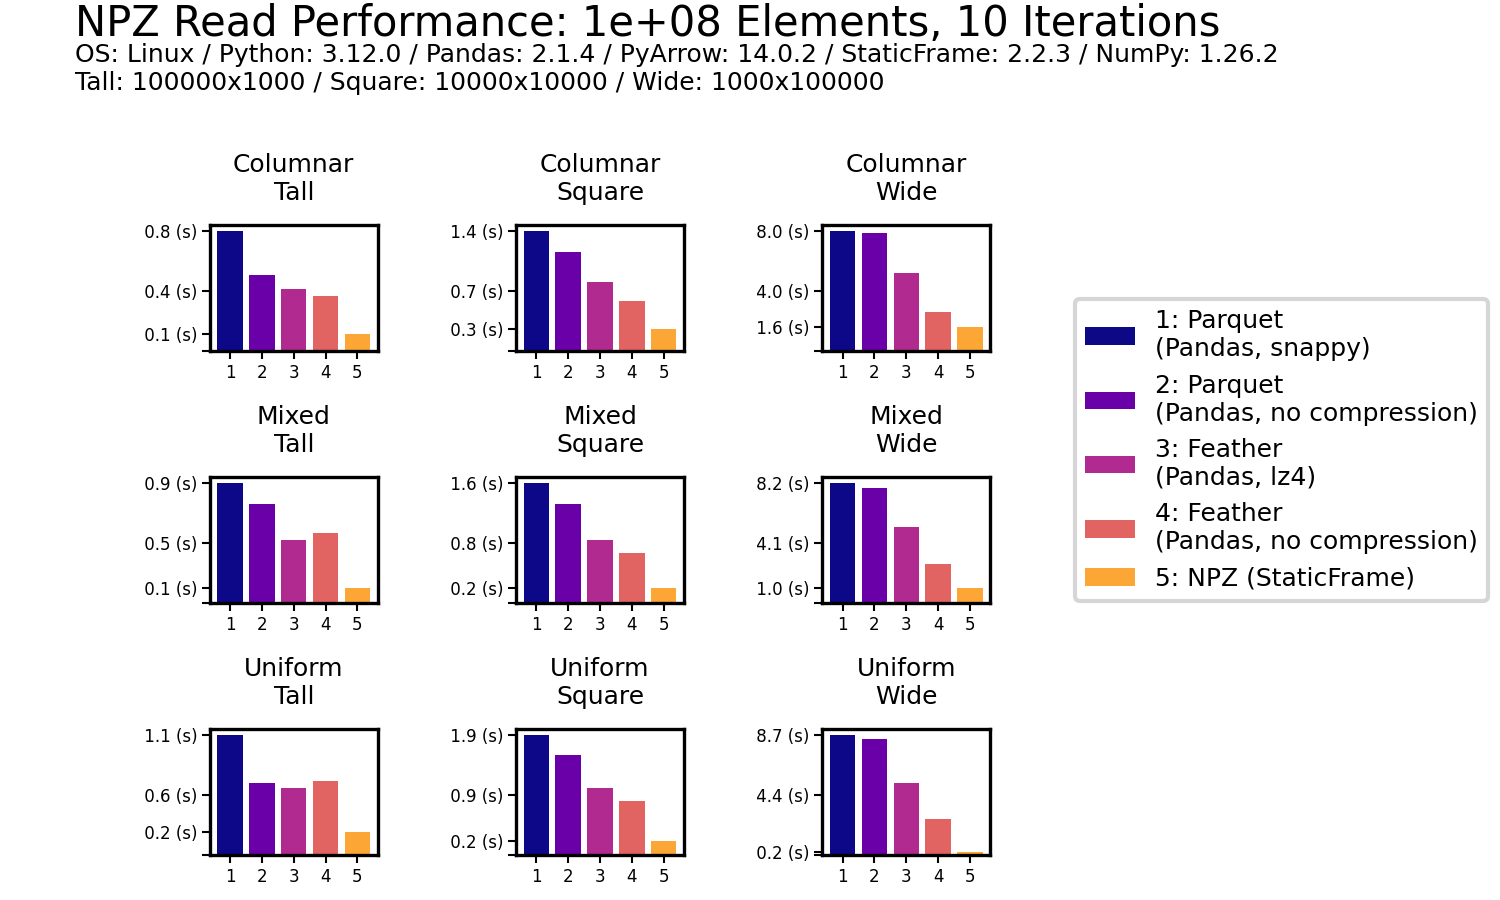 NPZ Read Performance: 1e+08 Elements, 10 Iterations
OS: Linux / Python: 3.12.0 / Pandas: 2.1.4 / PyArrow: 14.0.2 / StaticFrame: 2.2.3 / NumPy: 1.26.2
Tall: 100000x1000 / Square: 10000x10000 / Wide: 1000x100000
Columnar
Tall
0.8 (s)
0.4 (s)
0.1 (s)
1 2 3 4 5
Columnar
Square
1.4 (s)
0.7 (s)
0.3 (s)
1 2 3 4 5
Columnar
Wide
8.0 (s)
4.0 (s)
1.6 (s)
1 2 3 4 5
Mixed
Tall
0.9 (s)
0.5 (s)
0.1 (s)
1 2 3 4 5
Mixed
Square
1.6 (s)
0.8 (s)
0.2 (s)
1 2 3 4 5
Mixed
Wide
8.2 (s)
4.1 (s)
1.0 (s)
1 2 3 4 5
Uniform
Tall
1.1 (s)
0.6 (s)
0.2 (s)
1 2 3 4 5
Uniform
Square
1.9 (s)
0.9 (s)
0.2 (s)
1 2 3 4 5
Uniform
Wide
8.7 (s)
4.4 (s)
0.2 (s)
1 2 3 4 5
1: Parquet
(Pandas, snappy)
2: Parquet
(Pandas, no compression)
3: Feather
(Pandas, lz4)
4: Feather
(Pandas, no compression)
5: NPZ (StaticFrame)